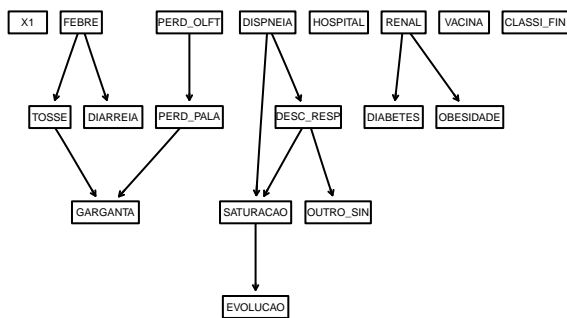 X1
FEBRE
PERD_OLFT
DISPNEIA
HOSPITAL
RENAL
VACINA
CLASSI_FIN
TOSSE
DIARREIA
PERD_PALA
DESC_RESP
DIABETES
OBESIDADE
GARGANTA
SATURACAO
OUTRO_SIN
EVOLUCAO